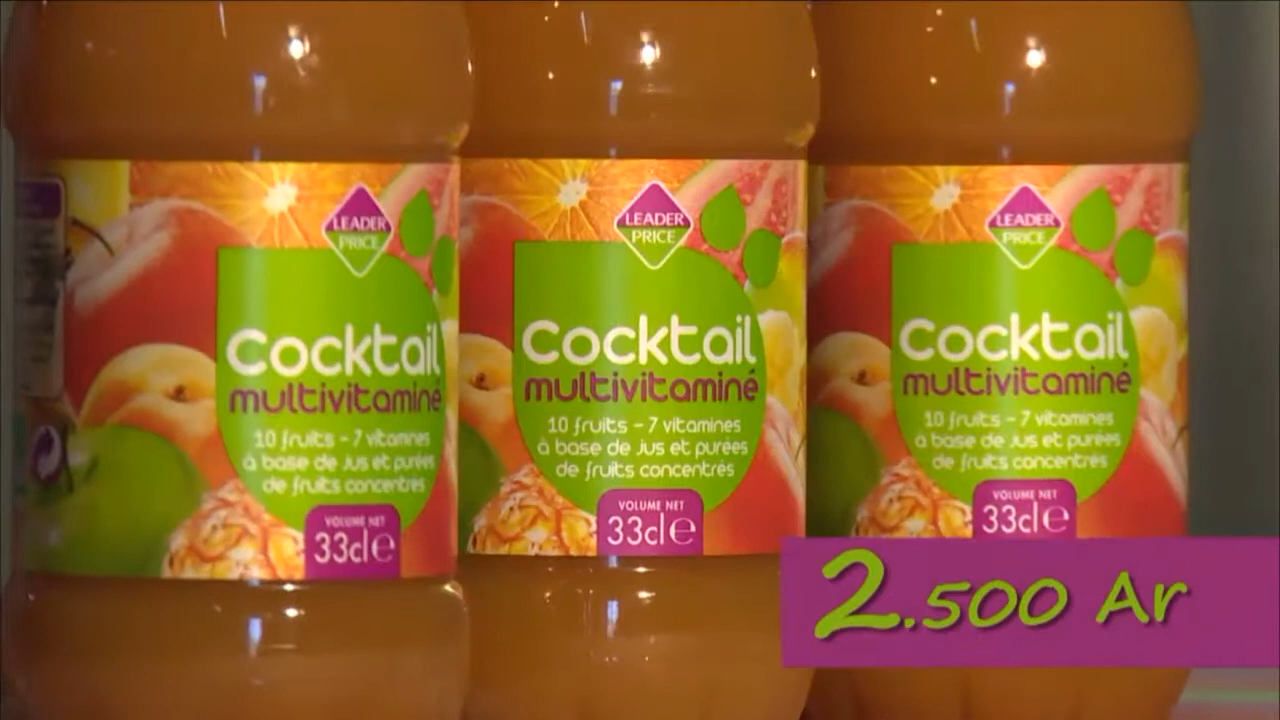 LEADER
PRICE
Cocktail
multivitaminé
10 fruits - 7 vitamines
à base de jus et purées
de fruits concentrés
VOLUME NET
33cl e
LEADER
PRICE
Cocktail
multivitaminé
10 fruits - 7 vitamines
à base de jus et purées
de fruits concentrés
VOLUME NET
33cl e
LEADER
PRICE
Cocktail
multivitaminé
10 fruits - 7 vitamines
à base de jus et purées
de fruits concentrés
VOLUME NET
33cl e
2.500 Ar